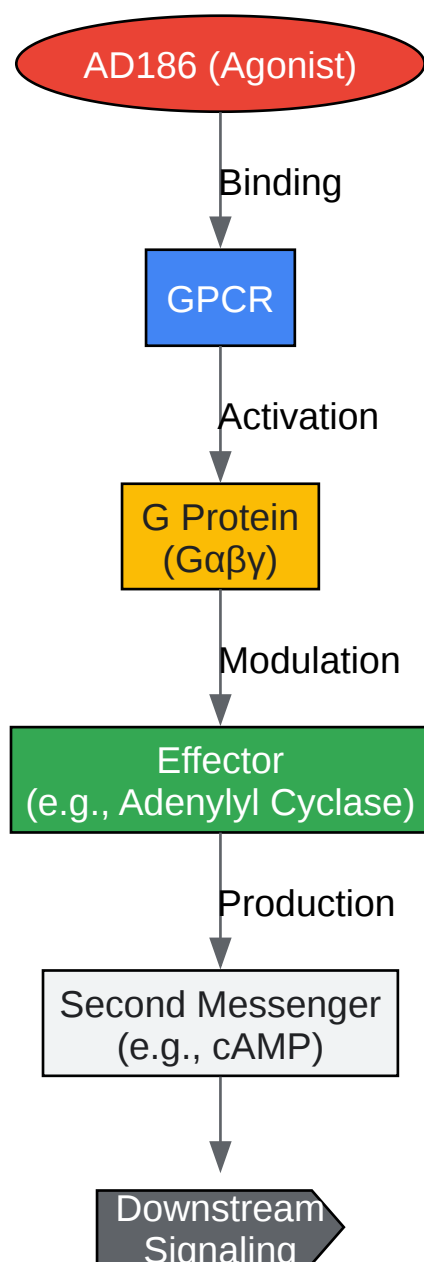 AD186 (Agonist)
Binding
GPCR
Activation
G Protein
(Gαβγ)
Modulation
Effector
(e.g., Adenylyl Cyclase)
Production
Second Messenger
(e.g., cAMP)
Downstream
Signaling